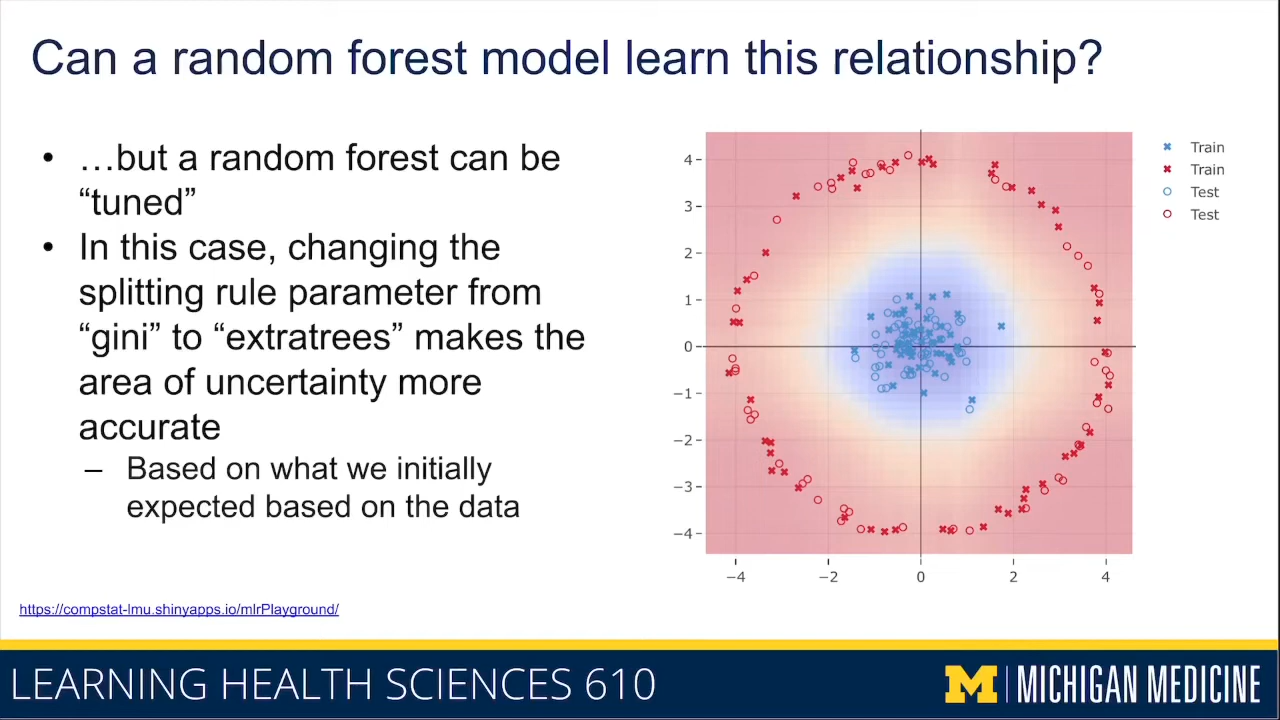 Can a random forest model learn this relationship?
• …but a random forest can be
“tuned”
• In this case, changing the
splitting rule parameter from
“gini” to “extratrees” makes the
area of uncertainty more
accurate
– Based on what we initially
expected based on the data
4
3
2
1
0
−1
−2
−3
−4
−4 −2 0 2 4
Train
Train
Test
Test
https://compstat-lmu.shinyapps.io/mlrPlayground/
LEARNING HEALTH SCIENCES 610
M | MICHIGAN MEDICINE